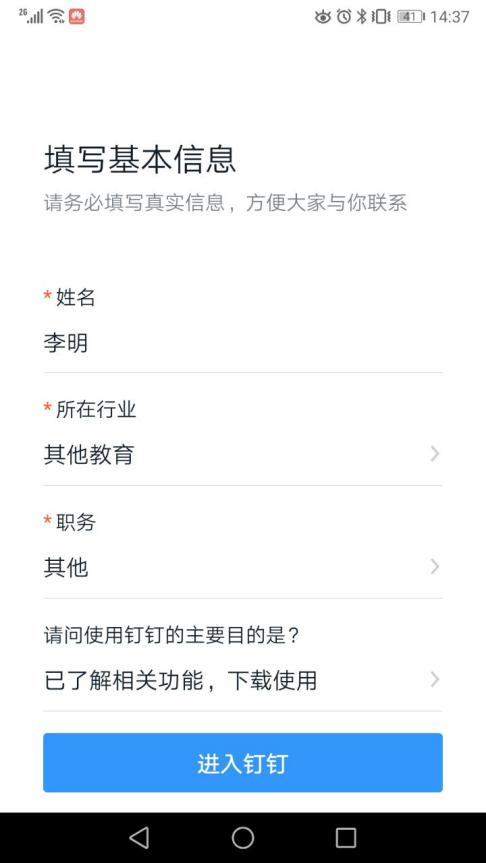 2G 41 14:37
填写基本信息
请务必填写真实信息，方便大家与你联系
* 姓名
李明
* 所在行业
其他教育
* 职务
其他
请问使用钉钉的主要目的是？
已了解相关功能，下载使用
进入钉钉